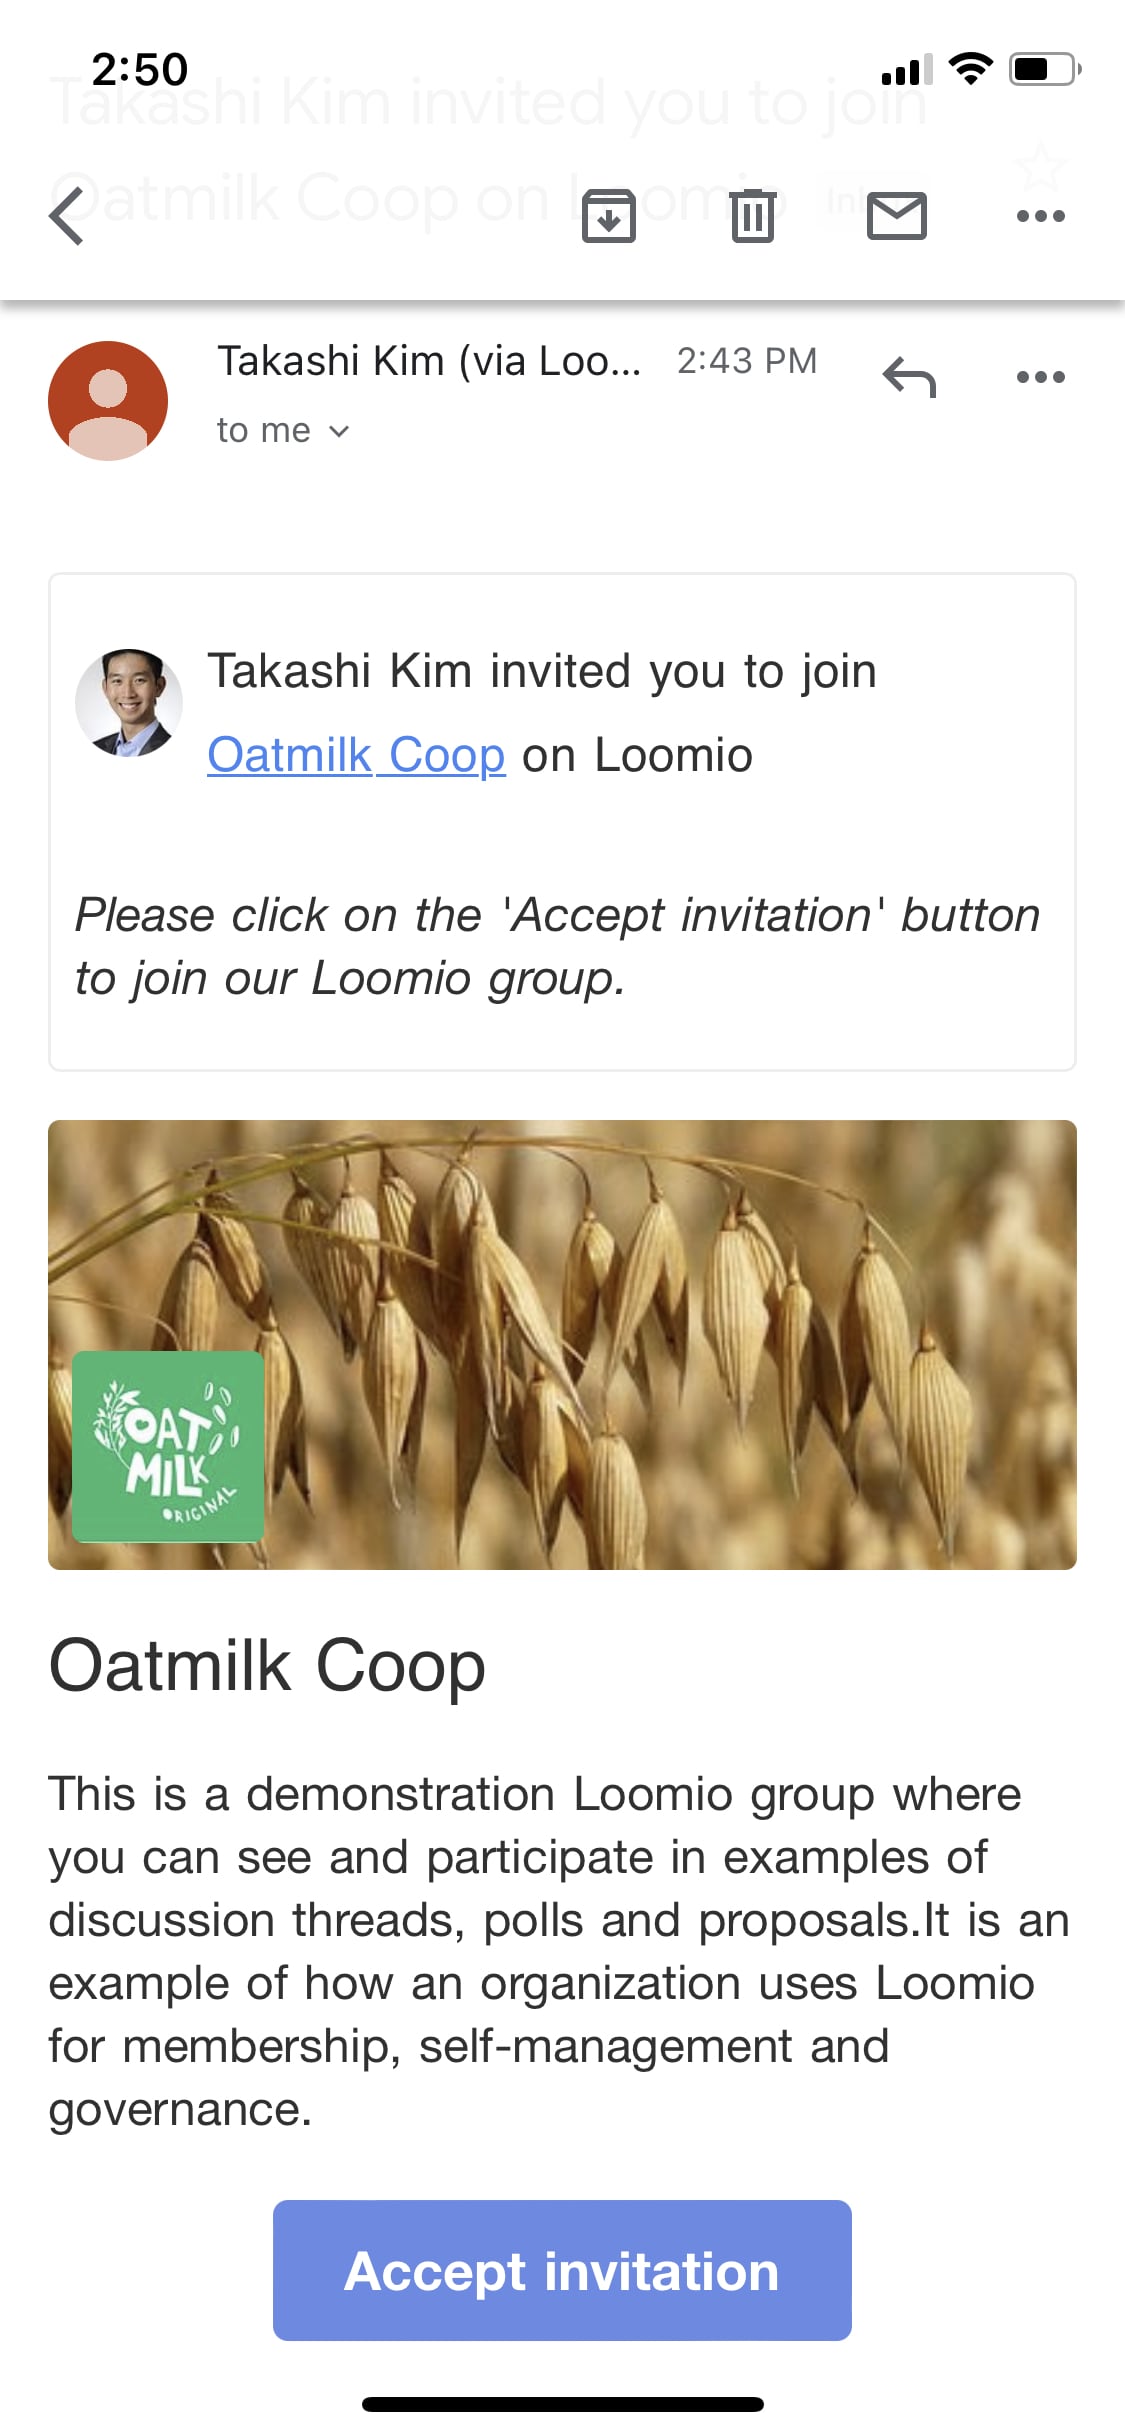 2:50
Takashi Kim invited you to join
Oatmilk Coop on Loomio
Takashi Kim (via Loo... 2:43 PM
to me
Takashi Kim invited you to join
Oatmilk Coop on Loomio
Please click on the 'Accept invitation' button
to join our Loomio group.
OAT
MILK
ORIGINAL
Oatmilk Coop
This is a demonstration Loomio group where
you can see and participate in examples of
discussion threads, polls and proposals.It is an
example of how an organization uses Loomio
for membership, self-management and
governance.
Accept invitation